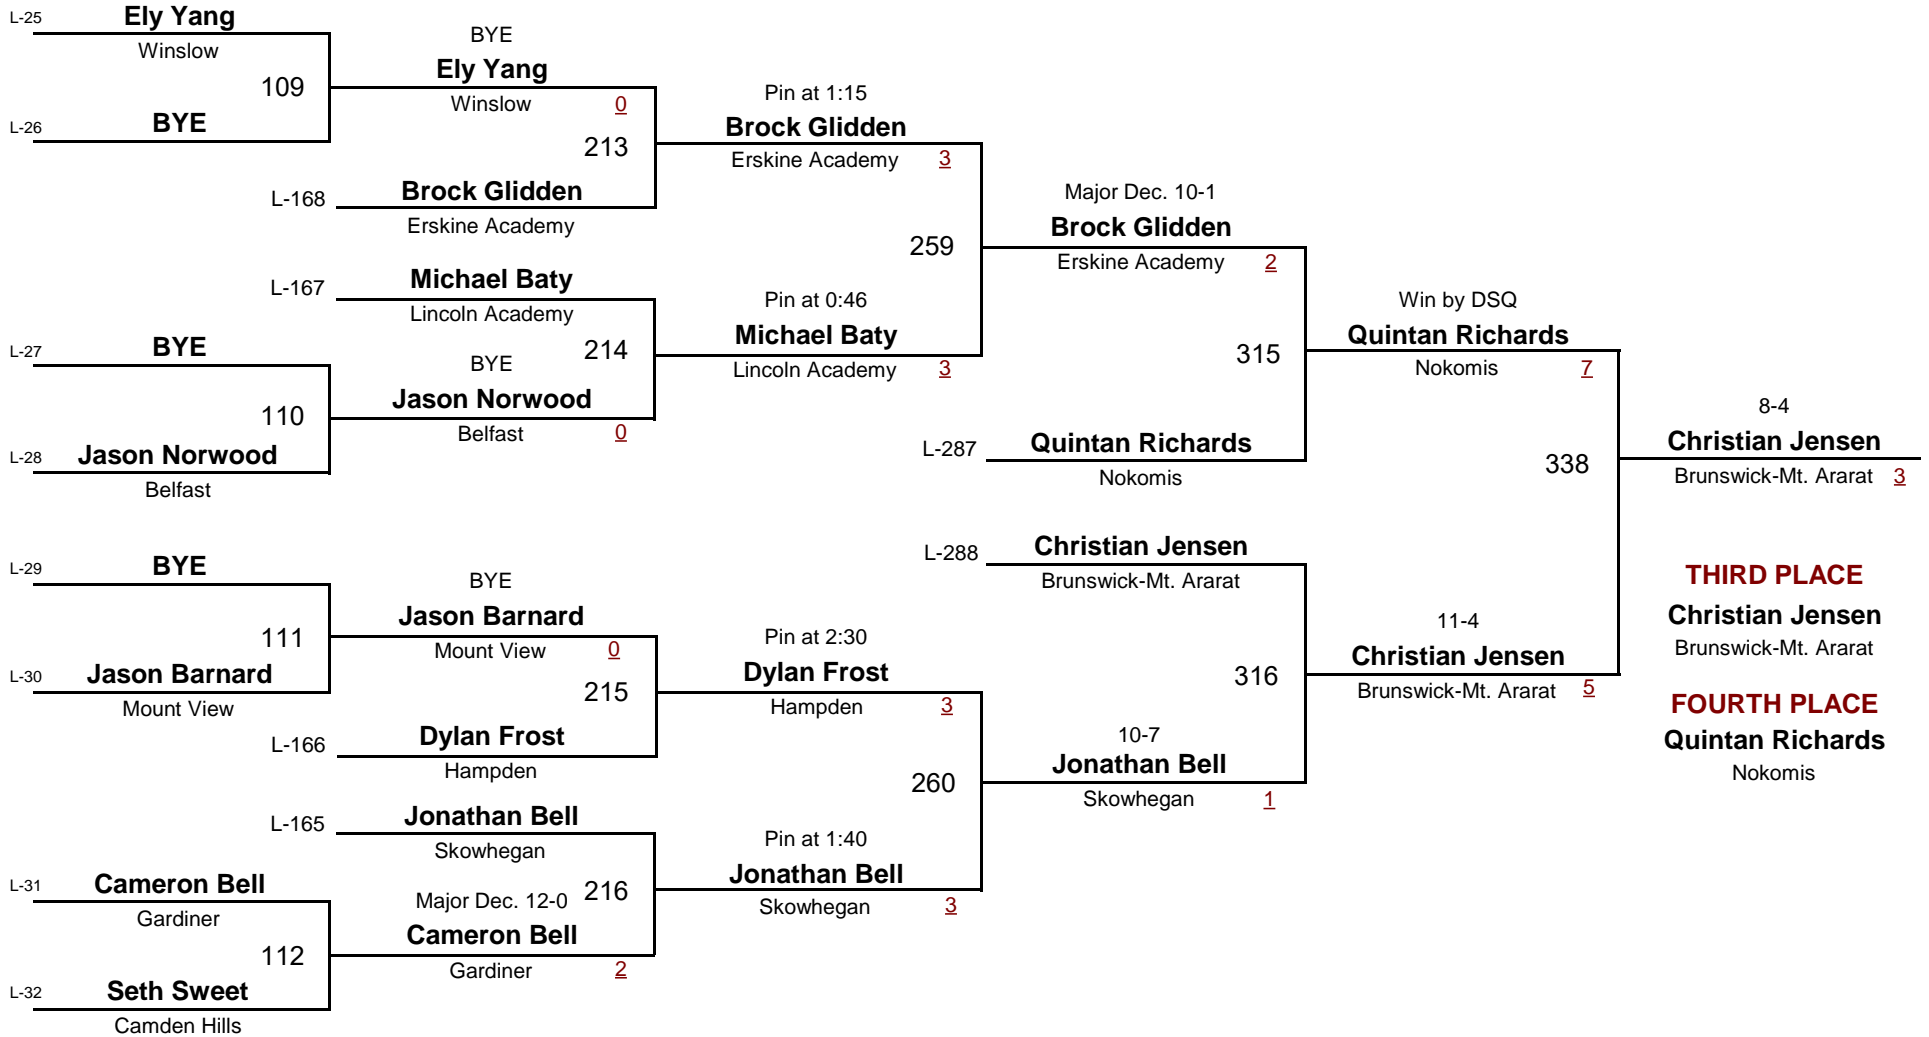 L-25
Ely Yang
Winslow
109
L-26
BYE
BYE
Ely Yang
Winslow
0
213
L-168
Brock Glidden
Erskine Academy
Pin at 1:15
Brock Glidden
Erskine Academy
3
L-167
Michael Baty
Lincoln Academy
214
L-27
BYE
110
L-28
Jason Norwood
Belfast
BYE
Jason Norwood
Belfast
0
Pin at 0:46
Michael Baty
Lincoln Academy
3
259
Major Dec. 10-1
Brock Glidden
Erskine Academy
2
315
L-287
Quintan Richards
Nokomis
Win by DSQ
Quintan Richards
Nokomis
7
338
8-4
Christian Jensen
Brunswick-Mt. Ararat
3
L-29
BYE
111
L-30
Jason Barnard
Mount View
BYE
Jason Barnard
Mount View
0
215
L-166
Dylan Frost
Hampden
Pin at 2:30
Dylan Frost
Hampden
3
260
L-165
Jonathan Bell
Skowhegan
216
L-31
Cameron Bell
Gardiner
112
L-32
Seth Sweet
Camden Hills
Major Dec. 12-0
Cameron Bell
Gardiner
2
Pin at 1:40
Jonathan Bell
Skowhegan
3
L-288
Christian Jensen
Brunswick-Mt. Ararat
316
10-7
Jonathan Bell
Skowhegan
1
11-4
Christian Jensen
Brunswick-Mt. Ararat
5
THIRD PLACE
Christian Jensen
Brunswick-Mt. Ararat
FOURTH PLACE
Quintan Richards
Nokomis